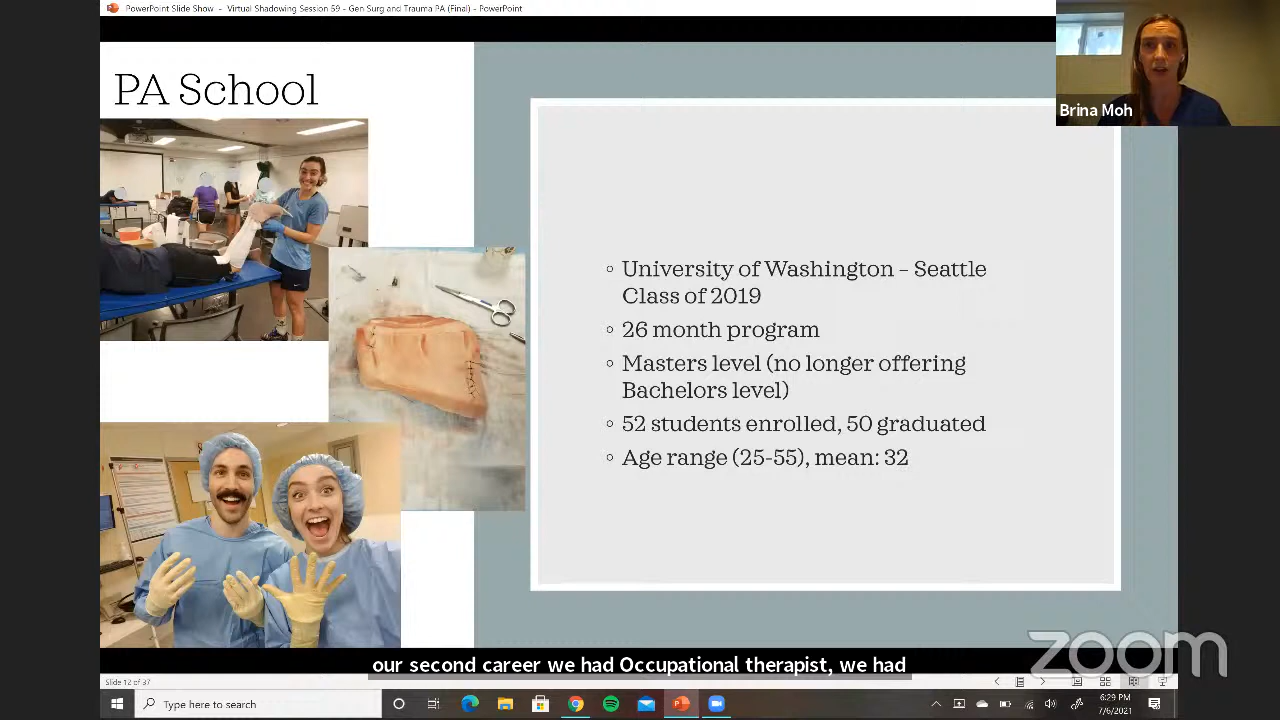 PowerPoint Slide Show - Virtual Shadowing Session 59 - Gen Surg and Trauma PA (Final) - PowerPoint
PA School
Brina Moh
University of Washington – Seattle
Class of 2019
26 month program
Masters level (no longer offering
Bachelors level)
52 students enrolled, 50 graduated
Age range (25-55), mean: 32
zoom
our second career we had Occupational therapist, we had
Slide 12 of 37
Type here to search
6:29 PM
7/6/2021